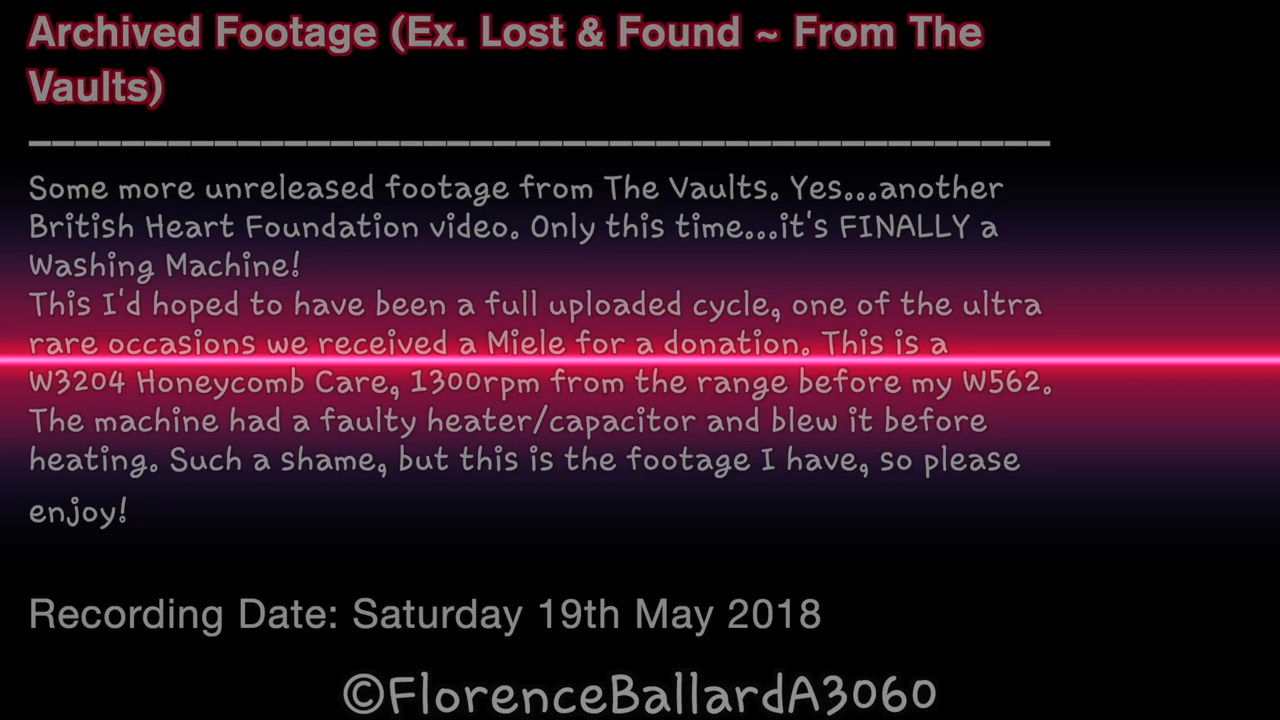 Archived Footage (Ex. Lost & Found ~ From The
Vaults)
____________________________________________
Some more unreleased footage from The Vaults. Yes...another
British Heart Foundation video. Only this time...it's FINALLY a
Washing Machine!
This I'd hoped to have been a full uploaded cycle, one of the ultra
rare occasions we received a Miele for a donation. This is a
W3204 Honeycomb Care, 1300rpm from the range before my W562.
The machine had a faulty heater/capacitor and blew it before
heating. Such a shame, but this is the footage I have, so please
enjoy!
Recording Date: Saturday 19th May 2018
©FlorenceBallardA3060